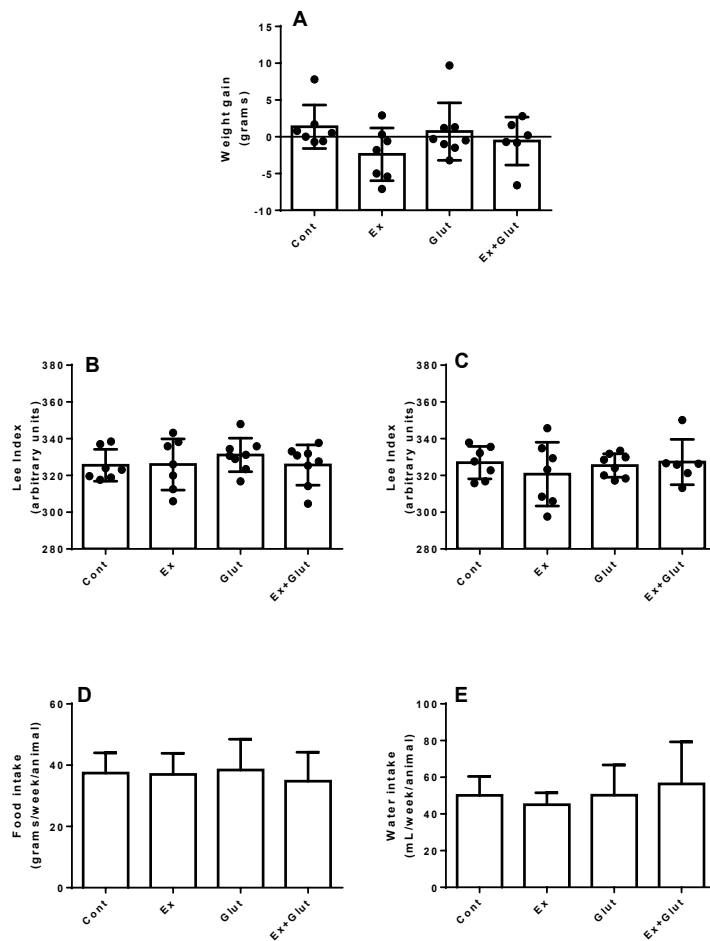 A
Weight gain
(grams)
15
10
5
0
-5
-10
Cont
Ex
Glut
Ex+Glut
B
Lee Index
(arbitrary units)
380
360
340
320
300
280
Cont
Ex
Glut
Ex+Glut
C
Lee Index
(arbitrary units)
380
360
340
320
300
280
Cont
Ex
Glut
Ex+Glut
D
Food intake
(grams/week/animal)
60
40
20
0
Cont
Ex
Glut
Ex+Glut
E
Water intake
(mL/week/animal)
100
80
60
40
20
0
Cont
Ex
Glut
Ex+Glut